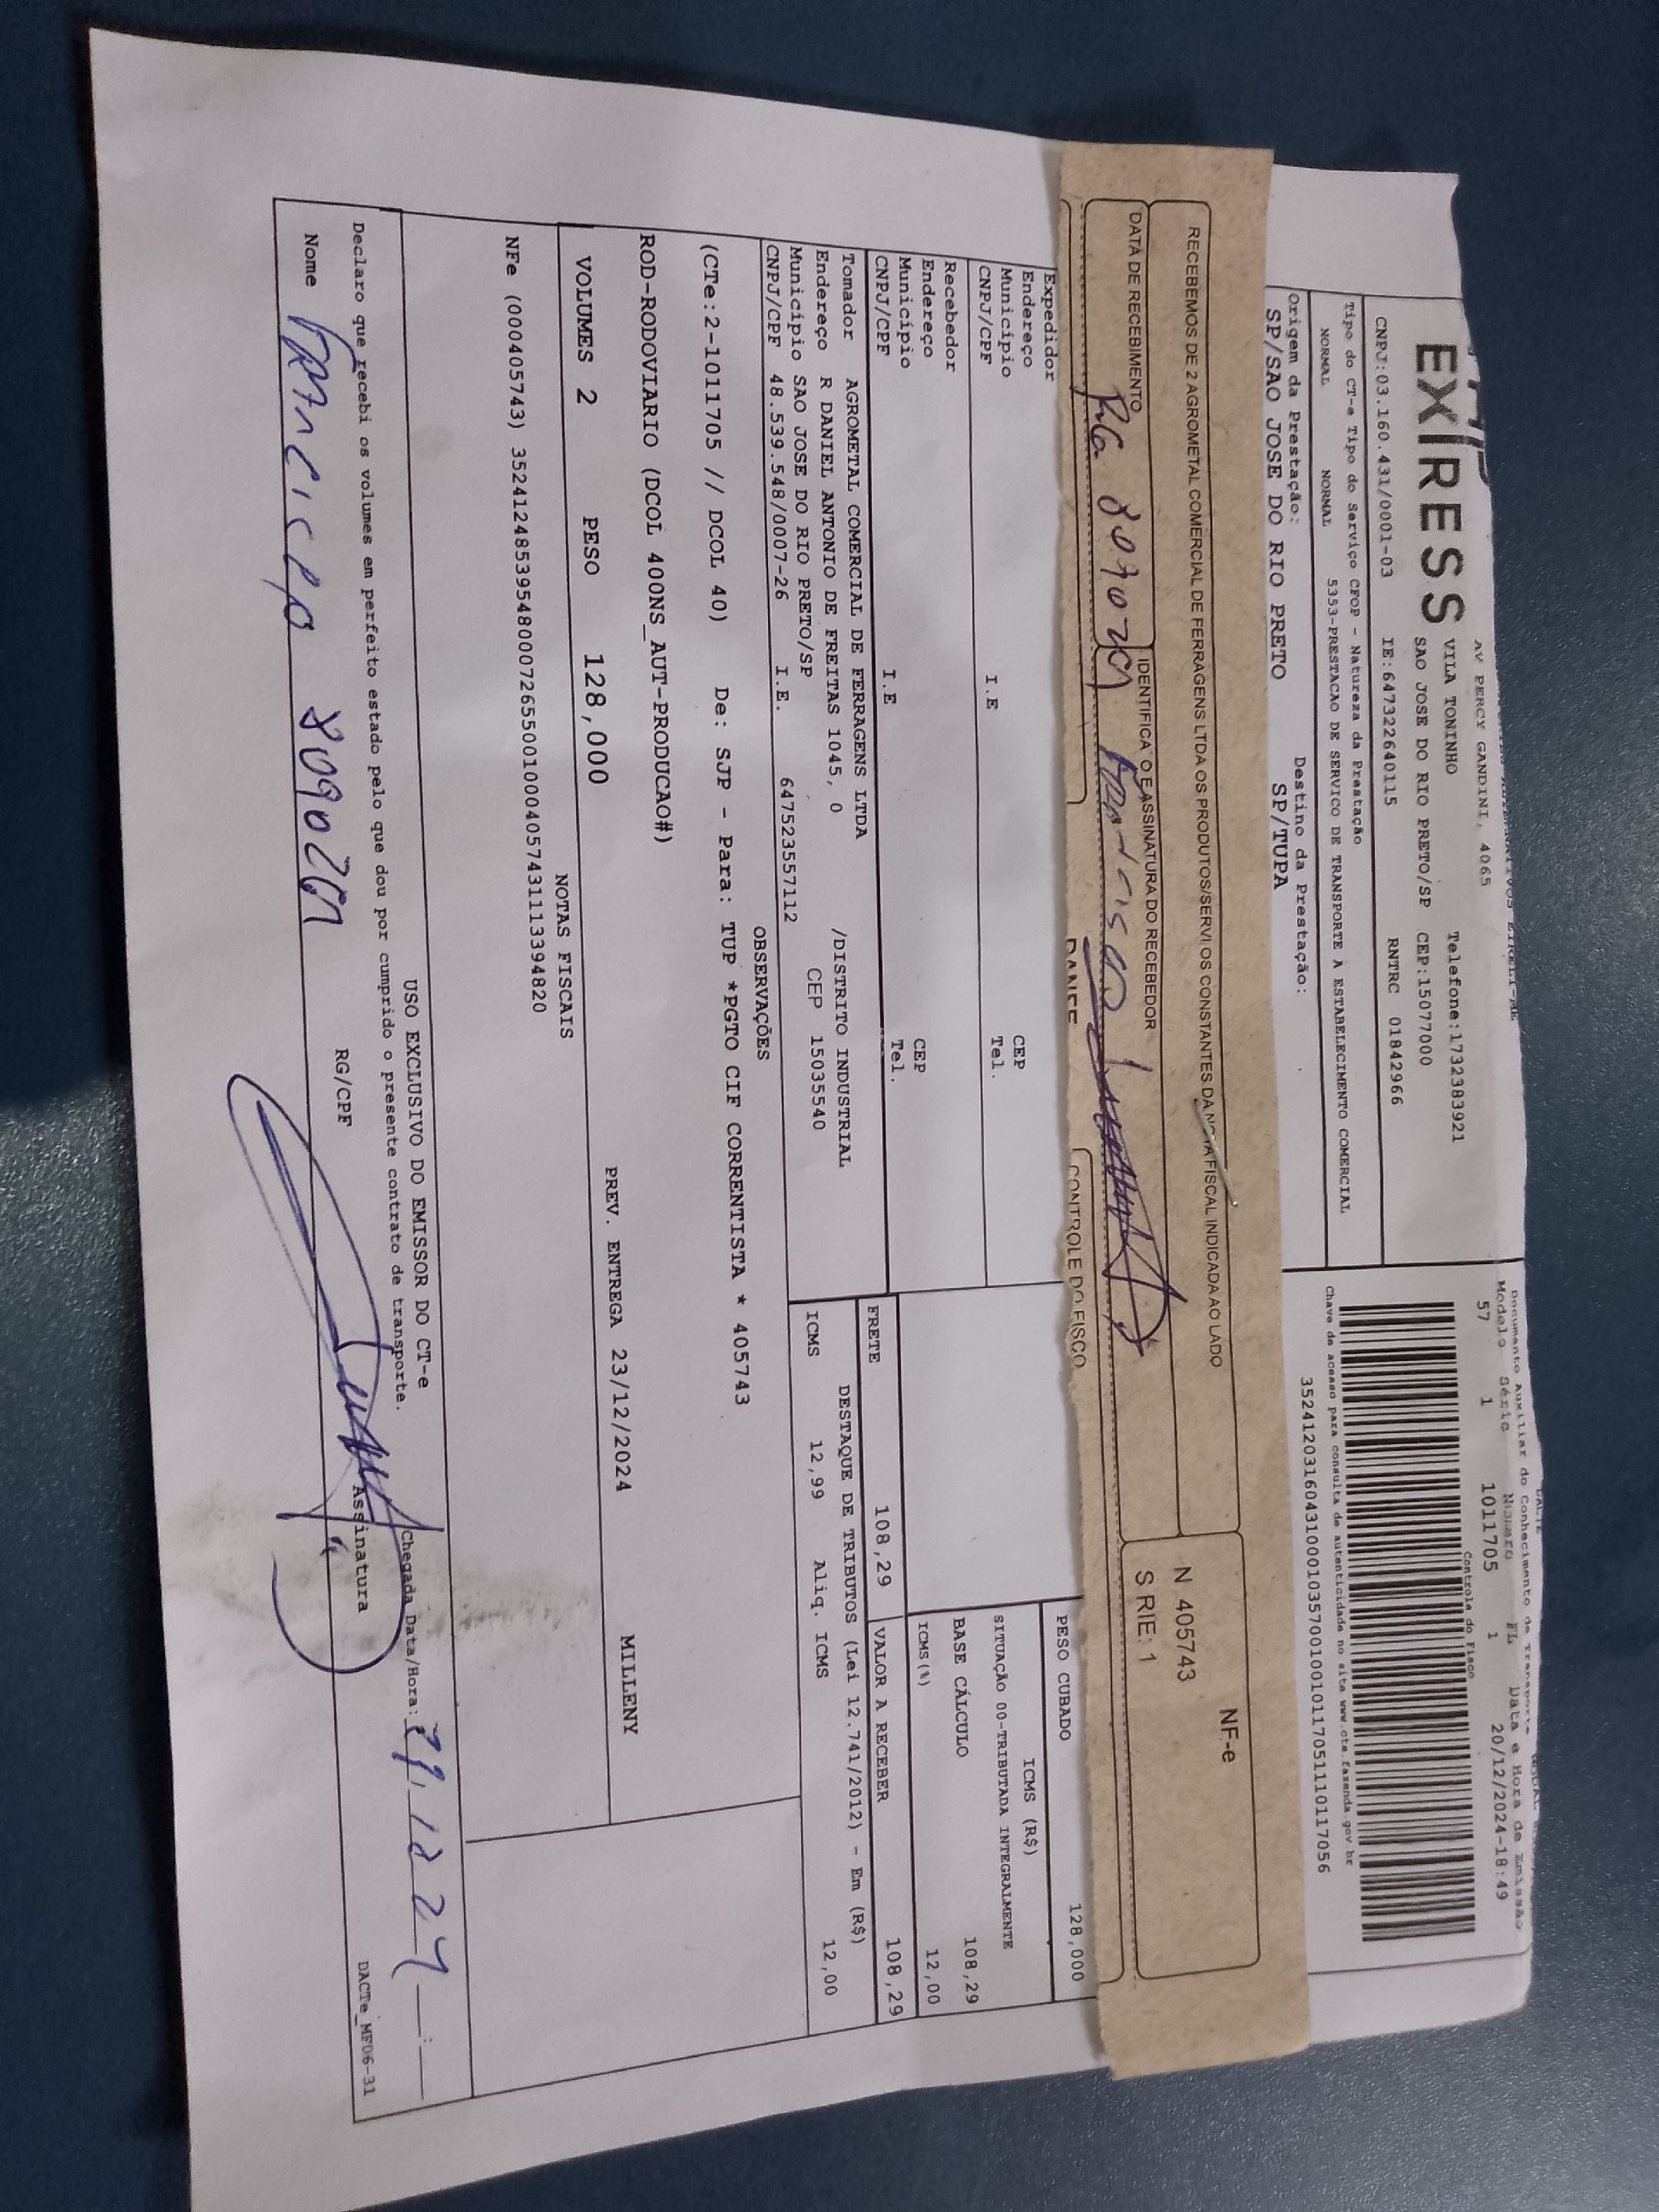 EXPRESS
AV PERCY GANDINI, 4065
VILA TONINHO Telefone:1732383921
SAO JOSE DO RIO PRETO/SP CEP:15077000
CNPJ:03.160.431/0001-03 IE:647322640115 RNTRC 01842966
Tipo do CT-e Tipo do Serviço CFOP - Natureza da Prestação
NORMAL NORMAL 5353-PRESTACAO DE SERVICO DE TRANSPORTE A ESTABELECIMENTO COMERCIAL
Origem da Prestação: Destino da Prestação:
SP/SAO JOSE DO RIO PRETO SP/TUPA
DACTE
Documento Auxiliar do Conhecimento de Transporte
Modelo Série Número FL Data e Hora de Emissão
57 1 1011705 1 20/12/2024-18:49
Controle do Fisco
Chave de acesso para consulta de autenticidade no site www.cte.fazenda.gov.br
35241203160431000103570010010117051110117056
RECEBEMOS DE 2 AGROMETAL COMERCIAL DE FERRAGENS LTDA OS PRODUTOS/SERVI OS CONSTANTES DA NOTA FISCAL INDICADA AO LADO
NF-e
N 405743
S RIE: 1
DATA DE RECEBIMENTO IDENTIFICA O E ASSINATURA DO RECEBEDOR
Francisco
DANFE CONTROLE DO FISCO
Expedidor
Endereço
Município CEP
CNPJ/CPF I.E Tel.
Recebedor
Endereço
Município CEP
CNPJ/CPF I.E Tel.
PESO CUBADO 128,000
ICMS (R$)
SITUAÇÃO 00-TRIBUTADA INTEGRALMENTE
BASE CÁLCULO 108,29
ICMS(%) 12,00
Tomador AGROMETAL COMERCIAL DE FERRAGENS LTDA
Endereço R DANIEL ANTONIO DE FREITAS 1045, 0 /DISTRITO INDUSTRIAL
Município SAO JOSE DO RIO PRETO/SP CEP 15035540
CNPJ/CPF 48.539.548/0007-26 I.E. 647523557112
FRETE 108,29 VALOR A RECEBER 108,29
DESTAQUE DE TRIBUTOS (Lei 12.741/2012) - Em (R$)
ICMS 12,99 Aliq. ICMS 12,00
OBSERVAÇÕES
(CTe:2-1011705 // DCOL 40) De: SJP - Para: TUP *PGTO CIF CORRENTISTA * 405743
ROD-RODOVIARIO (DCOL 400NS_AUT-PRODUCAO#)
MILLENY
VOLUMES 2 PESO 128,000 PREV. ENTREGA 23/12/2024
NOTAS FISCAIS
NFe (000405743) 35241248539548000726550010004057431113394820
USO EXCLUSIVO DO EMISSOR DO CT-e
Declaro que recebi os volumes em perfeito estado pelo que dou por cumprido o presente contrato de transporte.
Chegada Data/Hora:
Nome Francisco RG/CPF Assinatura
DACTe_MF06-31